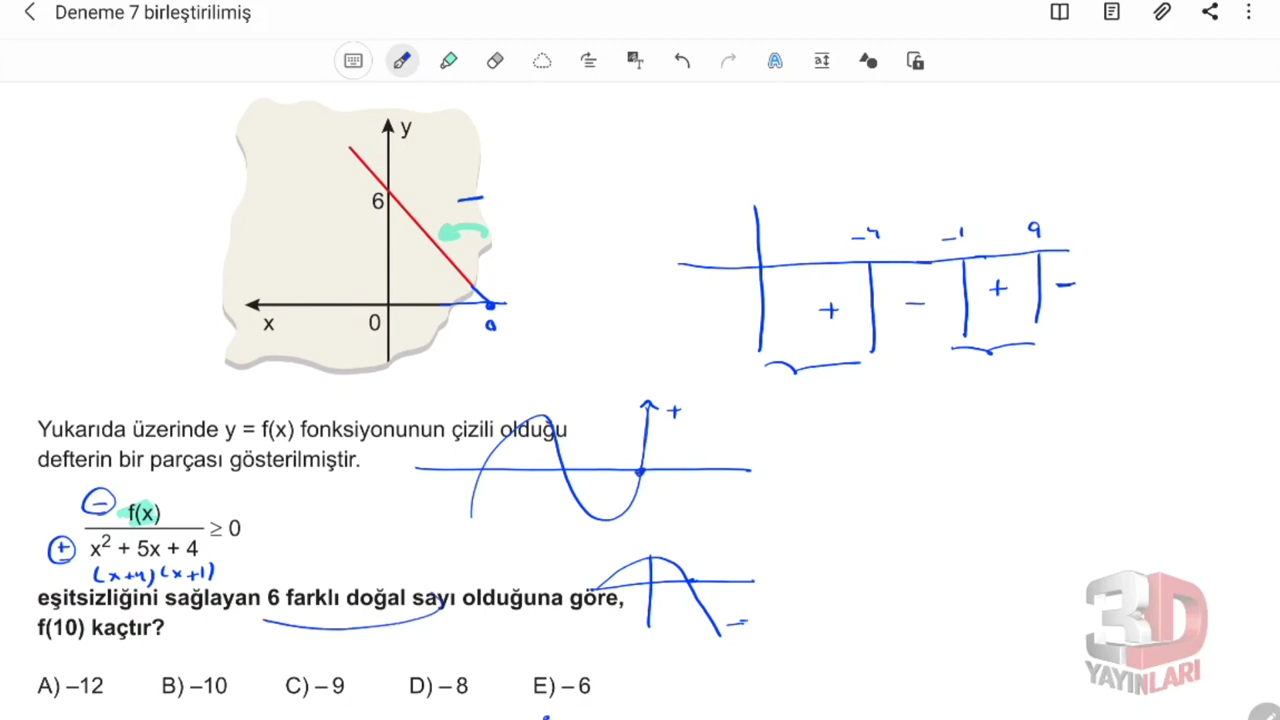 Deneme 7 birleştirilmiş
y
6
x
0
a
-4 -1 a
+ - + -
Yukarıda üzerinde y = f(x) fonksiyonunun çizili olduğu
+
defterin bir parçası gösterilmiştir.
- f(x)
+ x² + 5x + 4 ≥ 0
(x+4)(x+1)
eşitsizliğini sağlayan 6 farklı doğal sayı olduğuna göre,
f(10) kaçtır?
-
A) –12 B) –10 C) – 9 D) – 8 E) – 6
3D
YAYINLARI